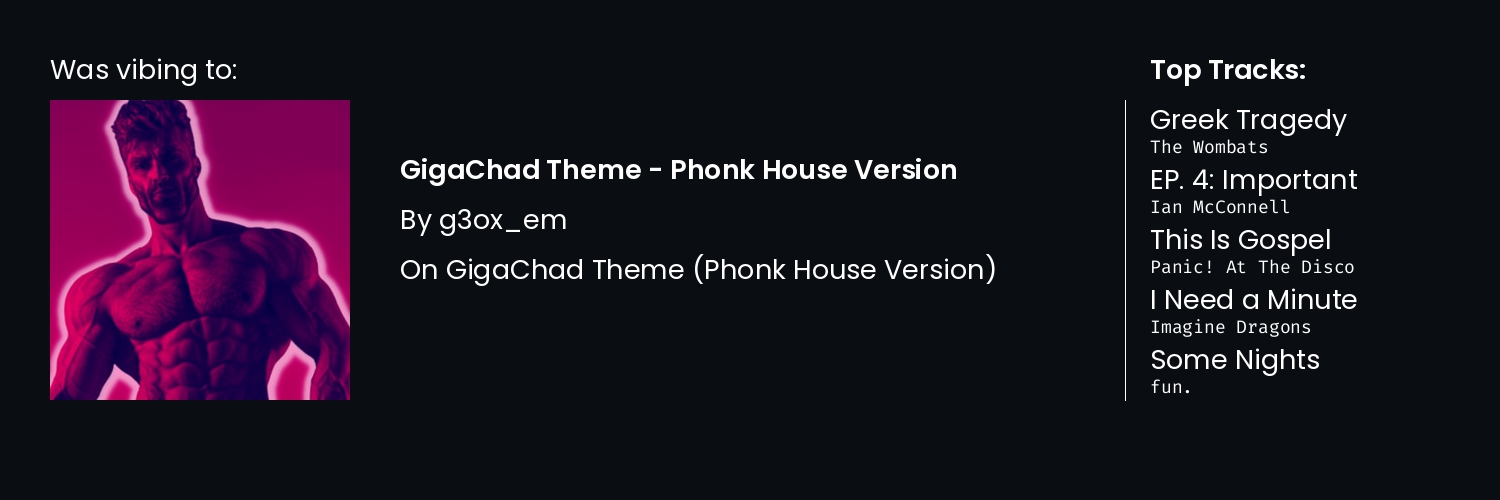 Was vibing to:
GigaChad Theme - Phonk House Version
By g3ox_em
On GigaChad Theme (Phonk House Version)
Top Tracks:
Greek Tragedy
The Wombats
EP. 4: Important
Ian McConnell
This Is Gospel
Panic! At The Disco
I Need a Minute
Imagine Dragons
Some Nights
fun.